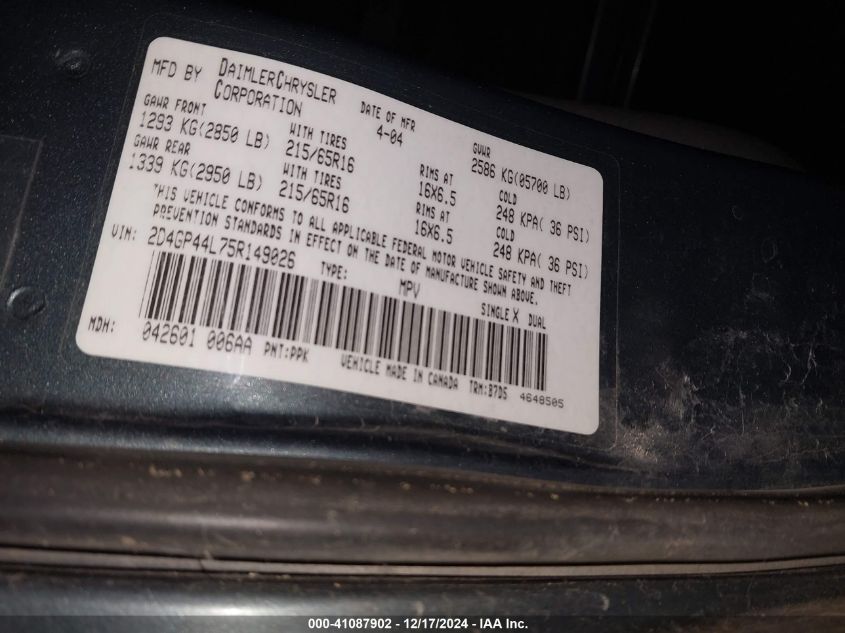 MFD BY DAIMLERCHRYSLER CORPORATION
DATE OF MFR 4-04
GVWR 2586 KG(05700 LB)
GAWR FRONT
1293 KG(2850 LB)
WITH TIRES
215/65R16
RIMS AT
16X6.5
COLD
248 KPA( 36 PSI)
GAWR REAR
1339 KG(2950 LB)
WITH TIRES
215/65R16
RIMS AT
16X6.5
COLD
248 KPA( 36 PSI)
THIS VEHICLE CONFORMS TO ALL APPLICABLE FEDERAL MOTOR VEHICLE SAFETY AND THEFT
PREVENTION STANDARDS IN EFFECT ON THE DATE OF MANUFACTURE SHOWN ABOVE.
VIN: 2D4GP44L75R149026 TYPE: MPV SINGLE X DUAL
MDH: 042601 006AA PNT:PPK VEHICLE MADE IN CANADA TRM:B7D5 4648505
000-41087902 - 12/17/2024 - IAA Inc.